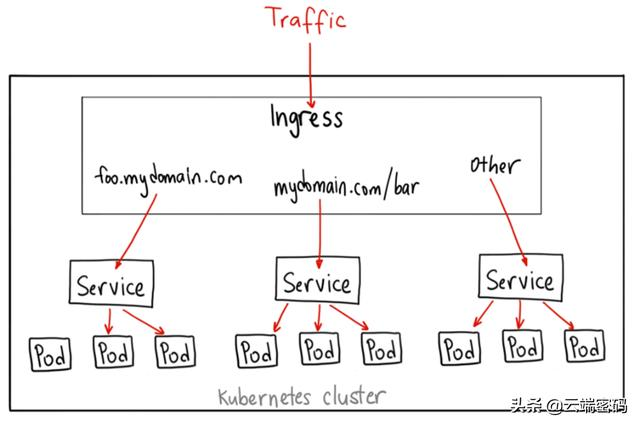 Traffic
Ingress
foo.mydomain.com
mydomain.com/bar
Other
Service
Service
Service
Pod
Pod
Pod
Pod
Pod
Pod
Pod
Pod
Pod
Kubernetes cluster
头条 @云端密码